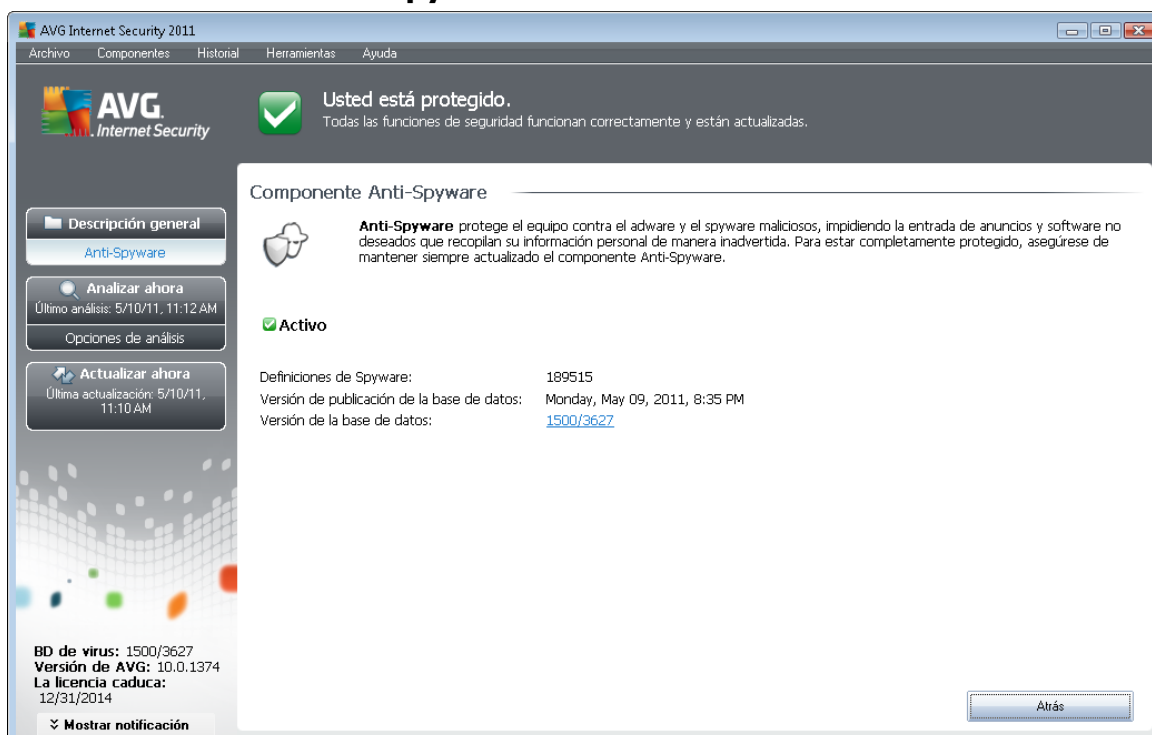 AVG Internet Security 2011
Archivo Componentes Historial Herramientas Ayuda
AVG.
Internet Security
Usted está protegido.
Todas las funciones de seguridad funcionan correctamente y están actualizadas.
Descripción general
Anti-Spyware
Analizar ahora
Último análisis: 5/10/11, 11:12 AM
Opciones de análisis
Actualizar ahora
Última actualización: 5/10/11,
11:10 AM
BD de virus: 1500/3627
Versión de AVG: 10.0.1374
La licencia caduca:
12/31/2014
Mostrar notificación
Componente Anti-Spyware
Anti-Spyware protege el equipo contra el adware y el spyware maliciosos, impidiendo la entrada de anuncios y software no
deseados que recopilan su información personal de manera inadvertida. Para estar completamente protegido, asegúrese de
mantener siempre actualizado el componente Anti-Spyware.
Activo
Definiciones de Spyware: 189515
Versión de publicación de la base de datos: Monday, May 09, 2011, 8:35 PM
Versión de la base de datos: 1500/3627
Atrás